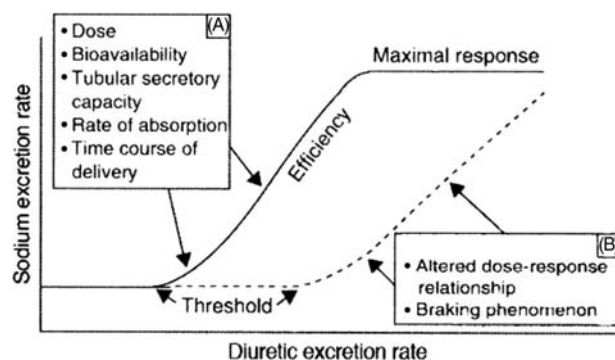 (A)
• Dose
• Bioavailability
• Tubular secretory
capacity
• Rate of absorption
• Time course of
delivery
Maximal response
Efficiency
Threshold
(B)
• Altered dose-response
relationship
• Braking phenomenon
Sodium excretion rate
Diuretic excretion rate